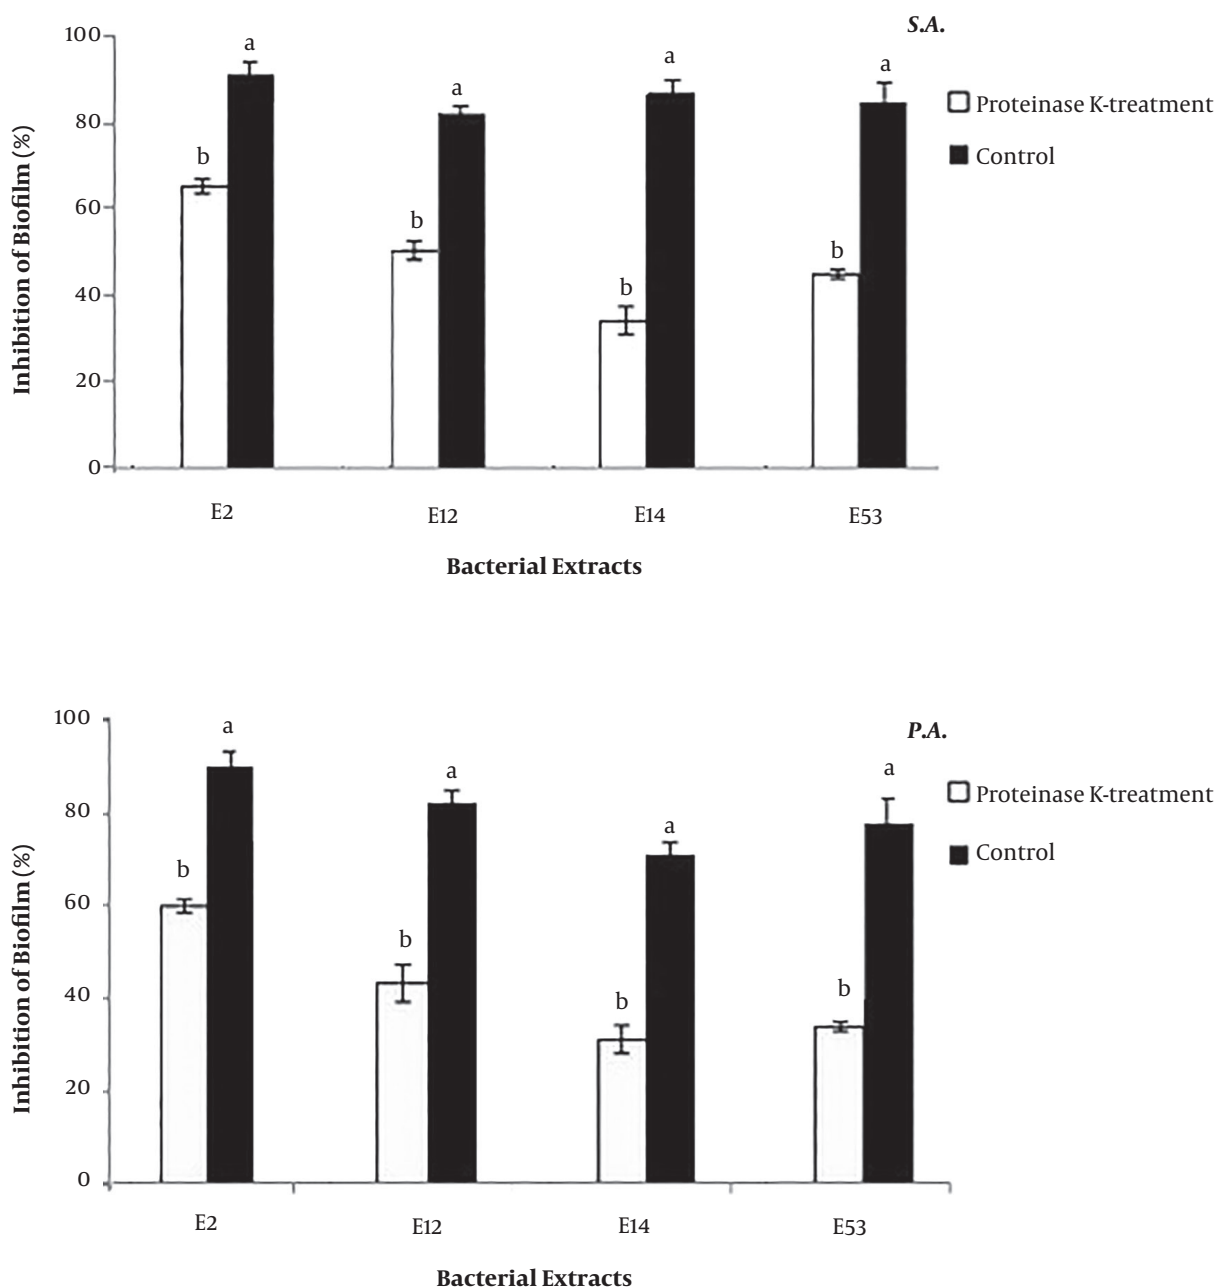 S.A.
Proteinase K-treatment
Control
Inhibition of Biofilm (%)
100
80
60
40
20
0
b
a
b
a
b
a
b
a
E2
E12
E14
E53
Bacterial Extracts
P.A.
Proteinase K-treatment
Control
Inhibition of Biofilm (%)
100
80
60
40
20
0
b
a
b
a
b
a
b
a
E2
E12
E14
E53
Bacterial Extracts